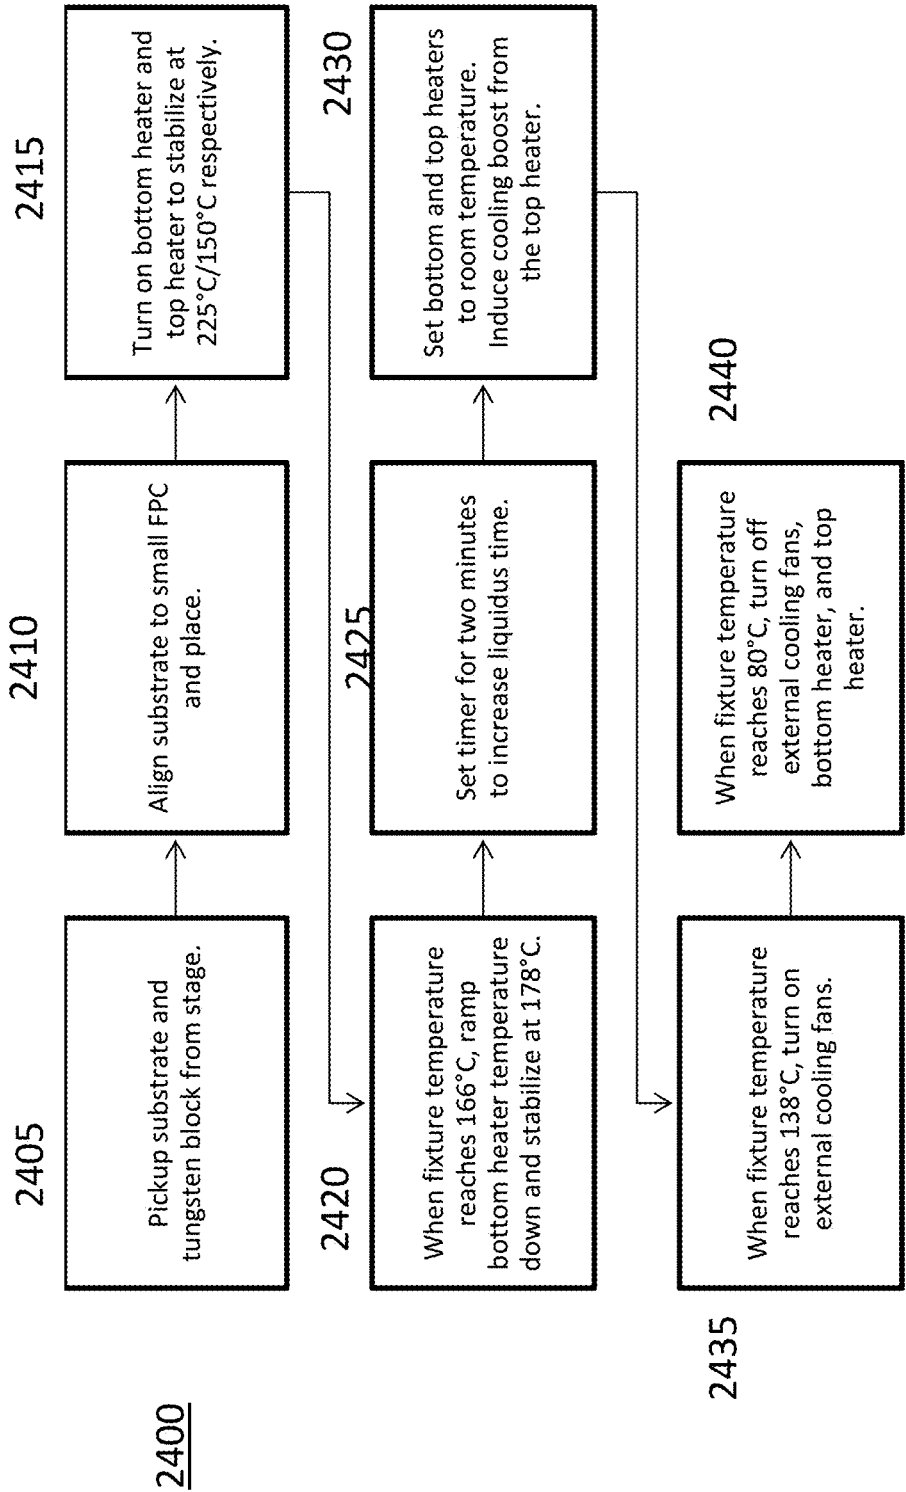 2400
2405
Pickup substrate and
tungsten block from stage.
2410
Align substrate to small FPC
and place.
2415
Turn on bottom heater and
top heater to stabilize at
225°C/150°C respectively.
2420
When fixture temperature
reaches 166°C, ramp
bottom heater temperature
down and stabilize at 178°C.
2425
Set timer for two minutes
to increase liquidus time.
2430
Set bottom and top heaters
to room temperature.
Induce cooling boost from
the top heater.
2435
When fixture temperature
reaches 138°C, turn on
external cooling fans.
2440
When fixture temperature
reaches 80°C, turn off
external cooling fans,
bottom heater, and top
heater.